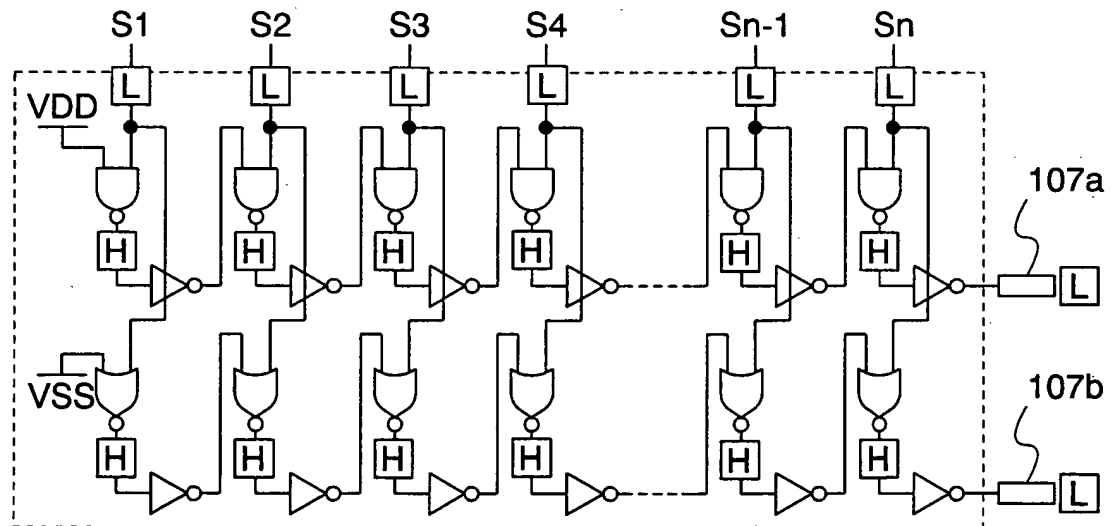 S1 S2 S3 S4 Sn-1 Sn
L L L L L L
VDD
107a
H H H H H H
L
VSS
107b
H H H H H H
L